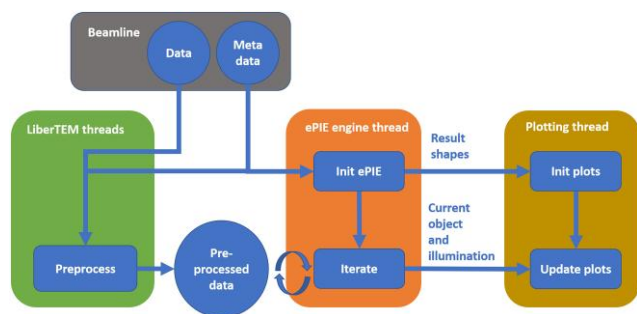 Beamline
Data
Meta
data
LiberTEM threads
ePIE engine thread
Result
shapes
Plotting thread
Init ePIE
Init plots
Current
object
and
illumination
Preprocess
Pre-
processed
data
Iterate
Update plots